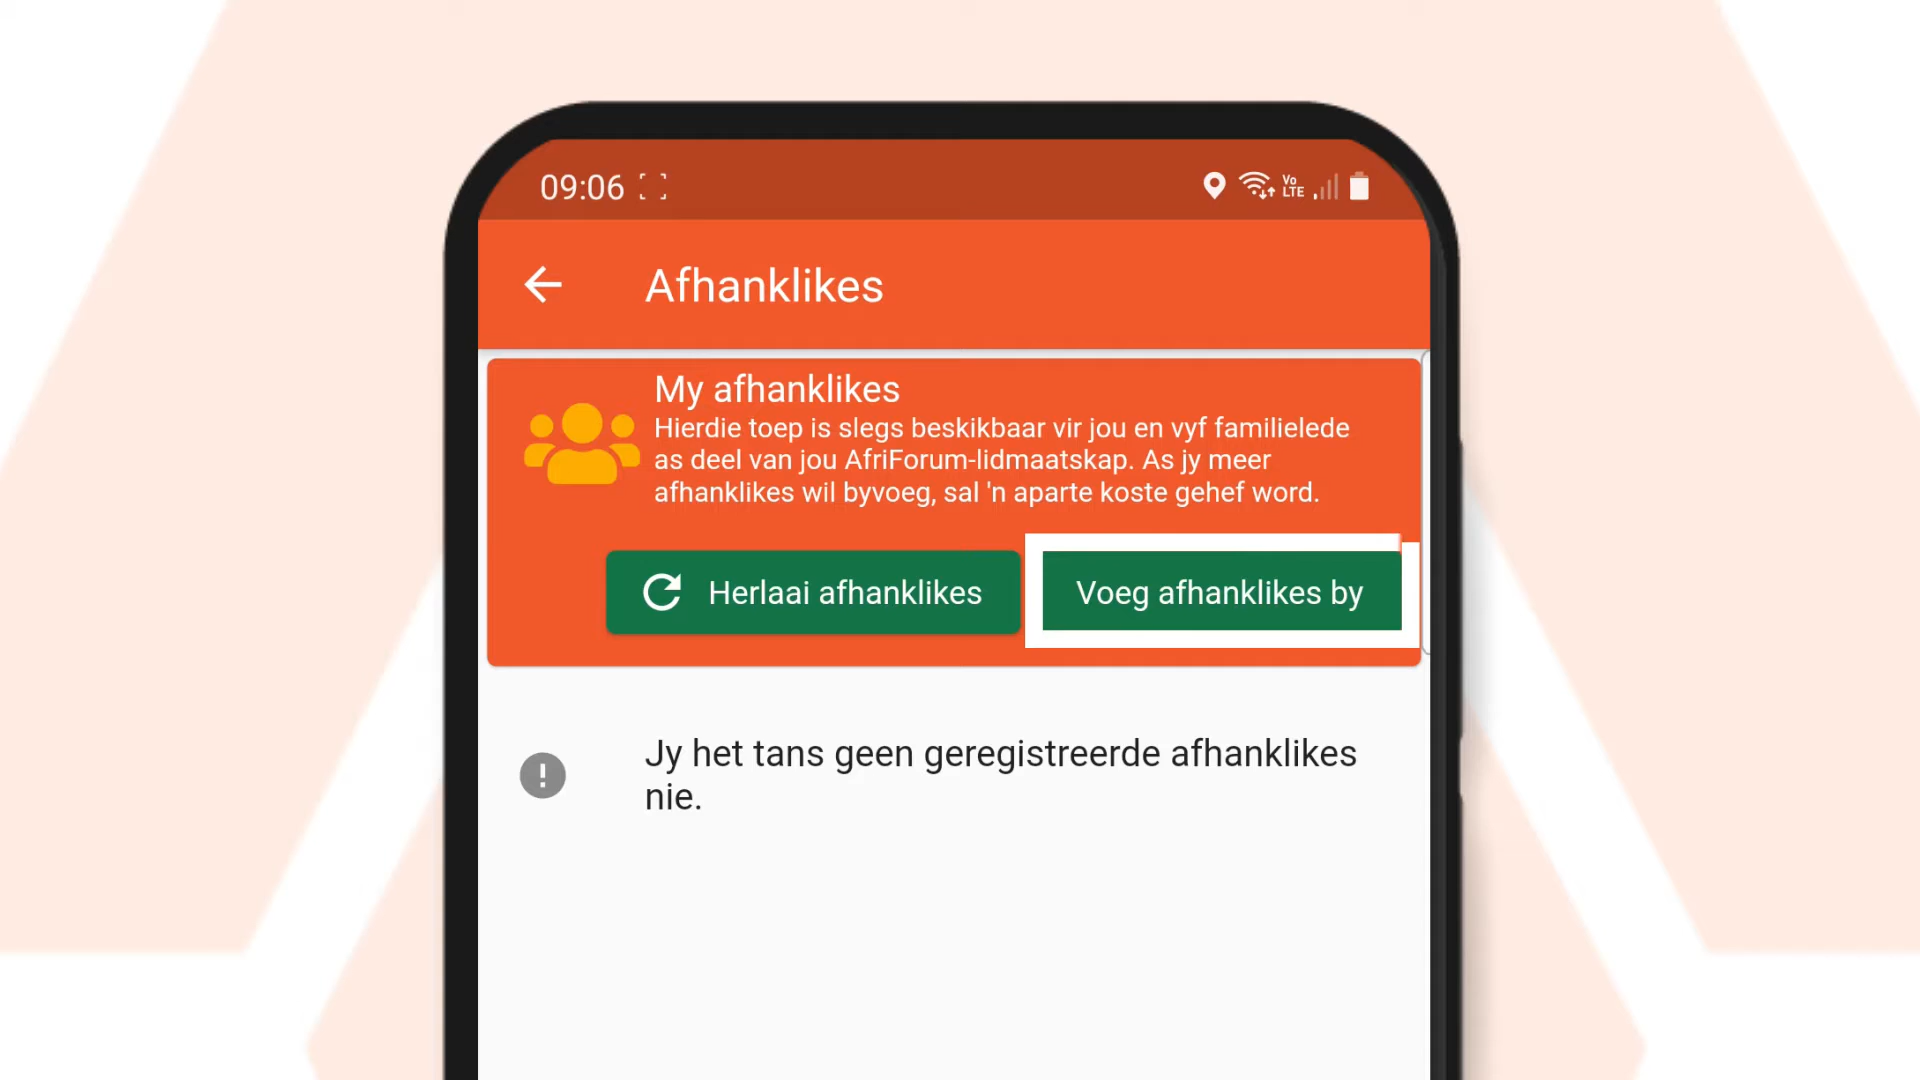 09:06
Vo
LTE
Afhanklikes
My afhanklikes
Hierdie toep is slegs beskikbaar vir jou en vyf familielede
as deel van jou AfriForum-lidmaatskap. As jy meer
afhanklikes wil byvoeg, sal 'n aparte koste gehef word.
Herlaai afhanklikes
Voeg afhanklikes by
Jy het tans geen geregistreerde afhanklikes
nie.